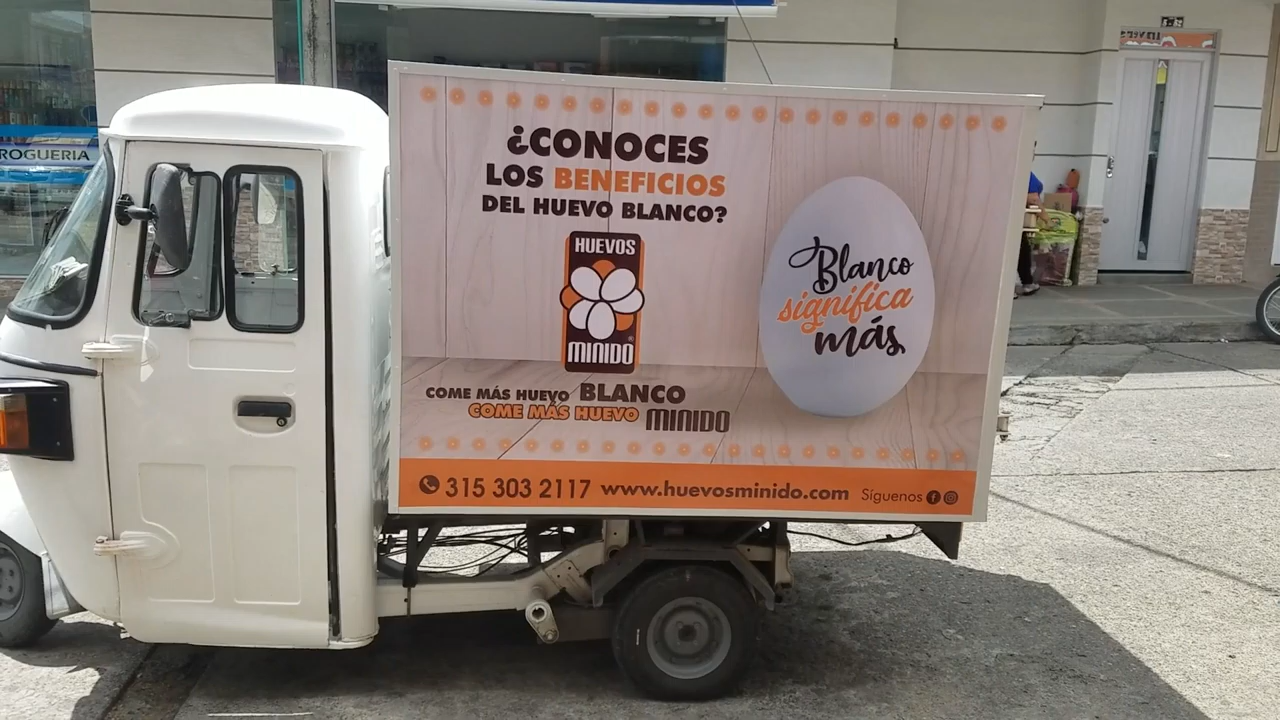 ¿CONOCES
LOS BENEFICIOS
DEL HUEVO BLANCO?
HUEVOS
MINIDO
COME MÁS HUEVO BLANCO
COME MÁS HUEVO MINIDO
Blanco
significa
más
315 303 2117 www.huevosminido.com Síguenos
ROGUERIA